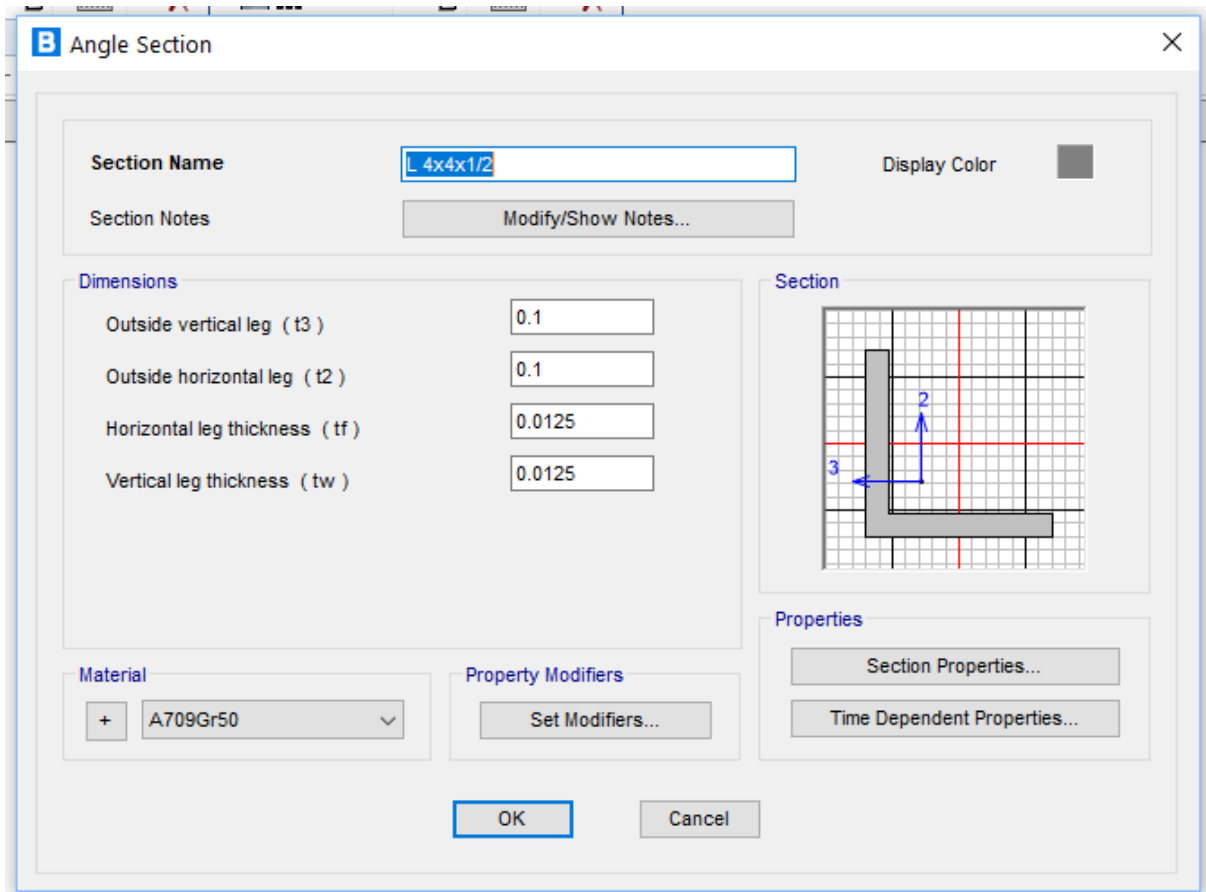 B Angle Section
Section Name L 4x4x1/2 Display Color
Section Notes Modify/Show Notes...
Dimensions
Outside vertical leg ( t3 ) 0.1
Outside horizontal leg ( t2 ) 0.1
Horizontal leg thickness ( tf ) 0.0125
Vertical leg thickness ( tw ) 0.0125
Section
2
3
Properties
Section Properties...
Time Dependent Properties...
Material
+ A709Gr50
Property Modifiers
Set Modifiers...
OK Cancel